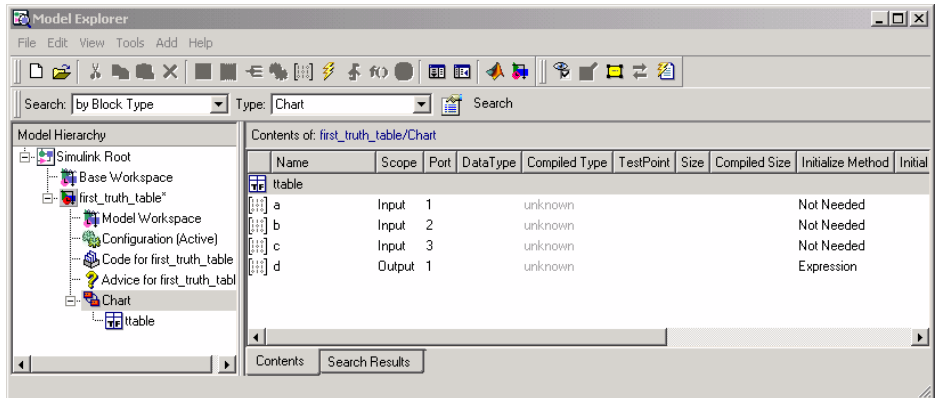 Model Explorer
File Edit View Tools Add Help
Search: by Block Type Type: Chart Search
Model Hierarchy
Simulink Root
Base Workspace
first_truth_table*
Model Workspace
Configuration (Active)
Code for first_truth_table
Advice for first_truth_tabl
Chart
ttable
Contents of: first_truth_table/Chart
Name Scope Port DataType Compiled Type TestPoint Size Compiled Size Initialize Method Initial
ttable
a Input 1 unknown Not Needed
b Input 2 unknown Not Needed
c Input 3 unknown Not Needed
d Output 1 unknown Expression
Contents Search Results